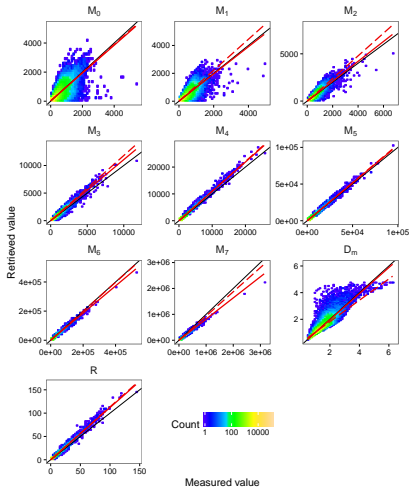 M0 M1 M2
4000
2000
0
0 2000 4000
4000
2000
0
0 2000 4000
5000
0
0 2000 4000 6000
M3 M4 M5
10000
5000
0
0 5000 10000
20000
10000
0
0 10000 20000
1e+05
5e+04
0e+00
0e+00 5e+04 1e+05
M6 M7 Dm
4e+05
2e+05
0e+00
0e+00 2e+05 4e+05
3e+06
2e+06
1e+06
0e+00
0e+00 1e+06 2e+06 3e+06
6
4
2
2 4 6
R
150
100
50
0
0 50 100 150
Retrieved value
Count
1 100 10000
Measured value